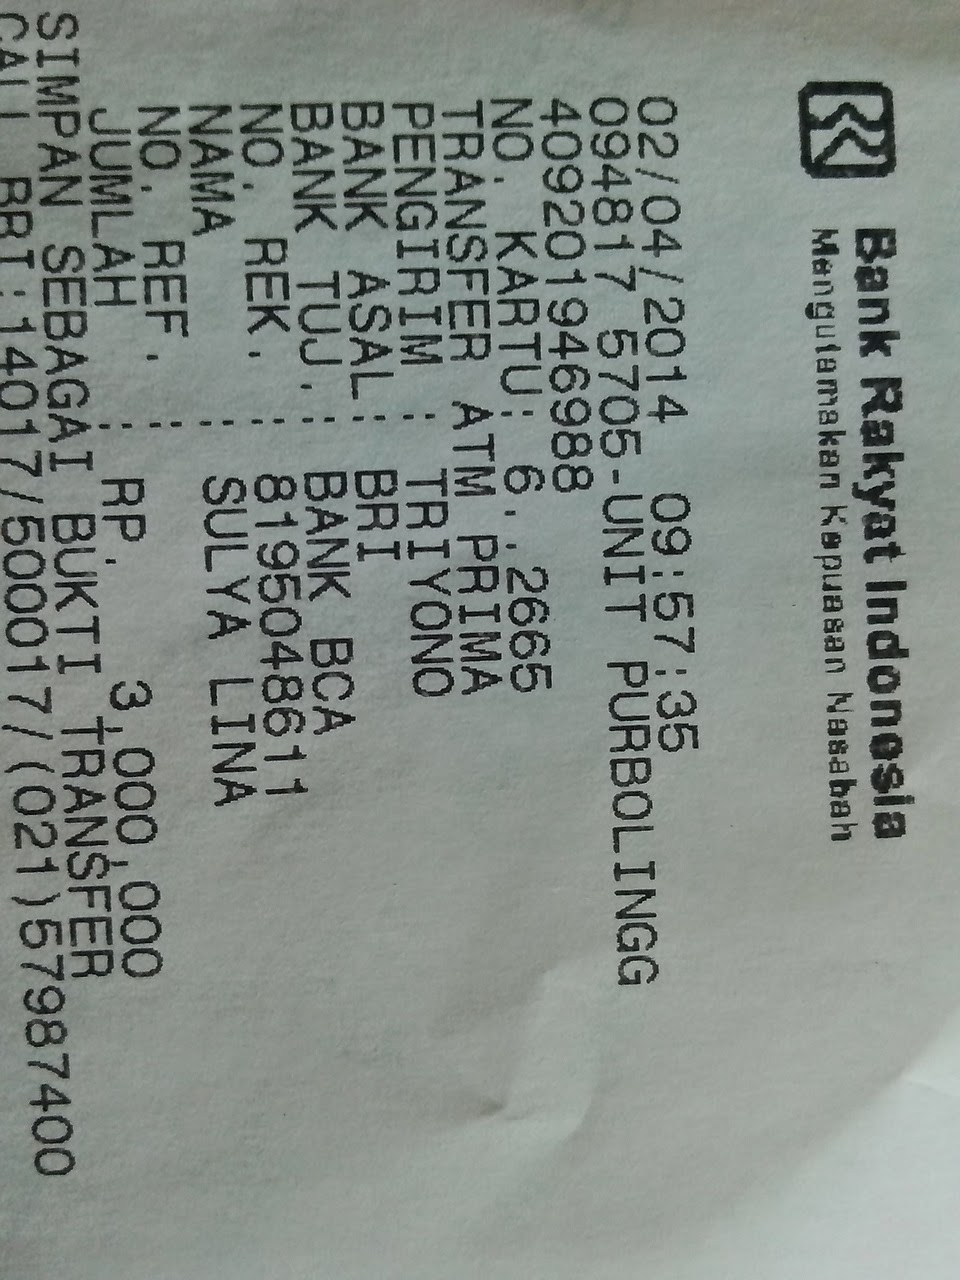 Bank Rakyat Indonesia
Mengutamakan Kepuasan Nasabah
02/04/2014 09:57:35
094817 5705-UNIT PURBOLINGG
409201946988
NO. KARTU: 6..2665
TRANSFER ATM PRIMA
PENGIRIM : TRIYONO
BANK ASAL: BRI
BANK TUJ.: BANK BCA
NO. REK. : 8195048611
NAMA : SULYA LINA
NO. REF. :
JUMLAH : RP. 3,000,000
SIMPAN SEBAGAI BUKTI TRANSFER
CALL BRI:14017/500017/(021)57987400